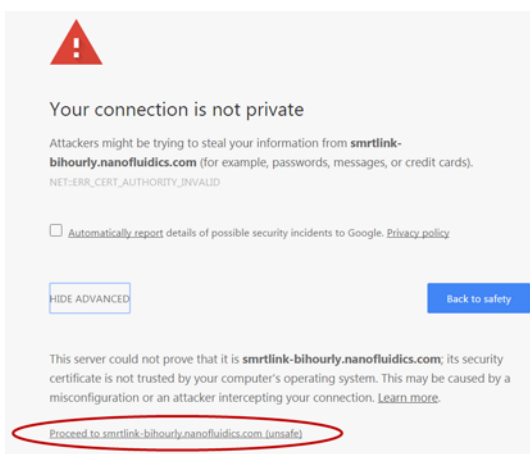 Your connection is not private
Attackers might be trying to steal your information from smrtlink-
bihourly.nanofluidics.com (for example, passwords, messages, or credit cards).
NET::ERR_CERT_AUTHORITY_INVALID
Automatically report details of possible security incidents to Google. Privacy policy
HIDE ADVANCED
Back to safety
This server could not prove that it is smrtlink-bihourly.nanofluidics.com; its security
certificate is not trusted by your computer's operating system. This may be caused by a
misconfiguration or an attacker intercepting your connection. Learn more.
Proceed to smrtlink-bihourly.nanofluidics.com (unsafe)